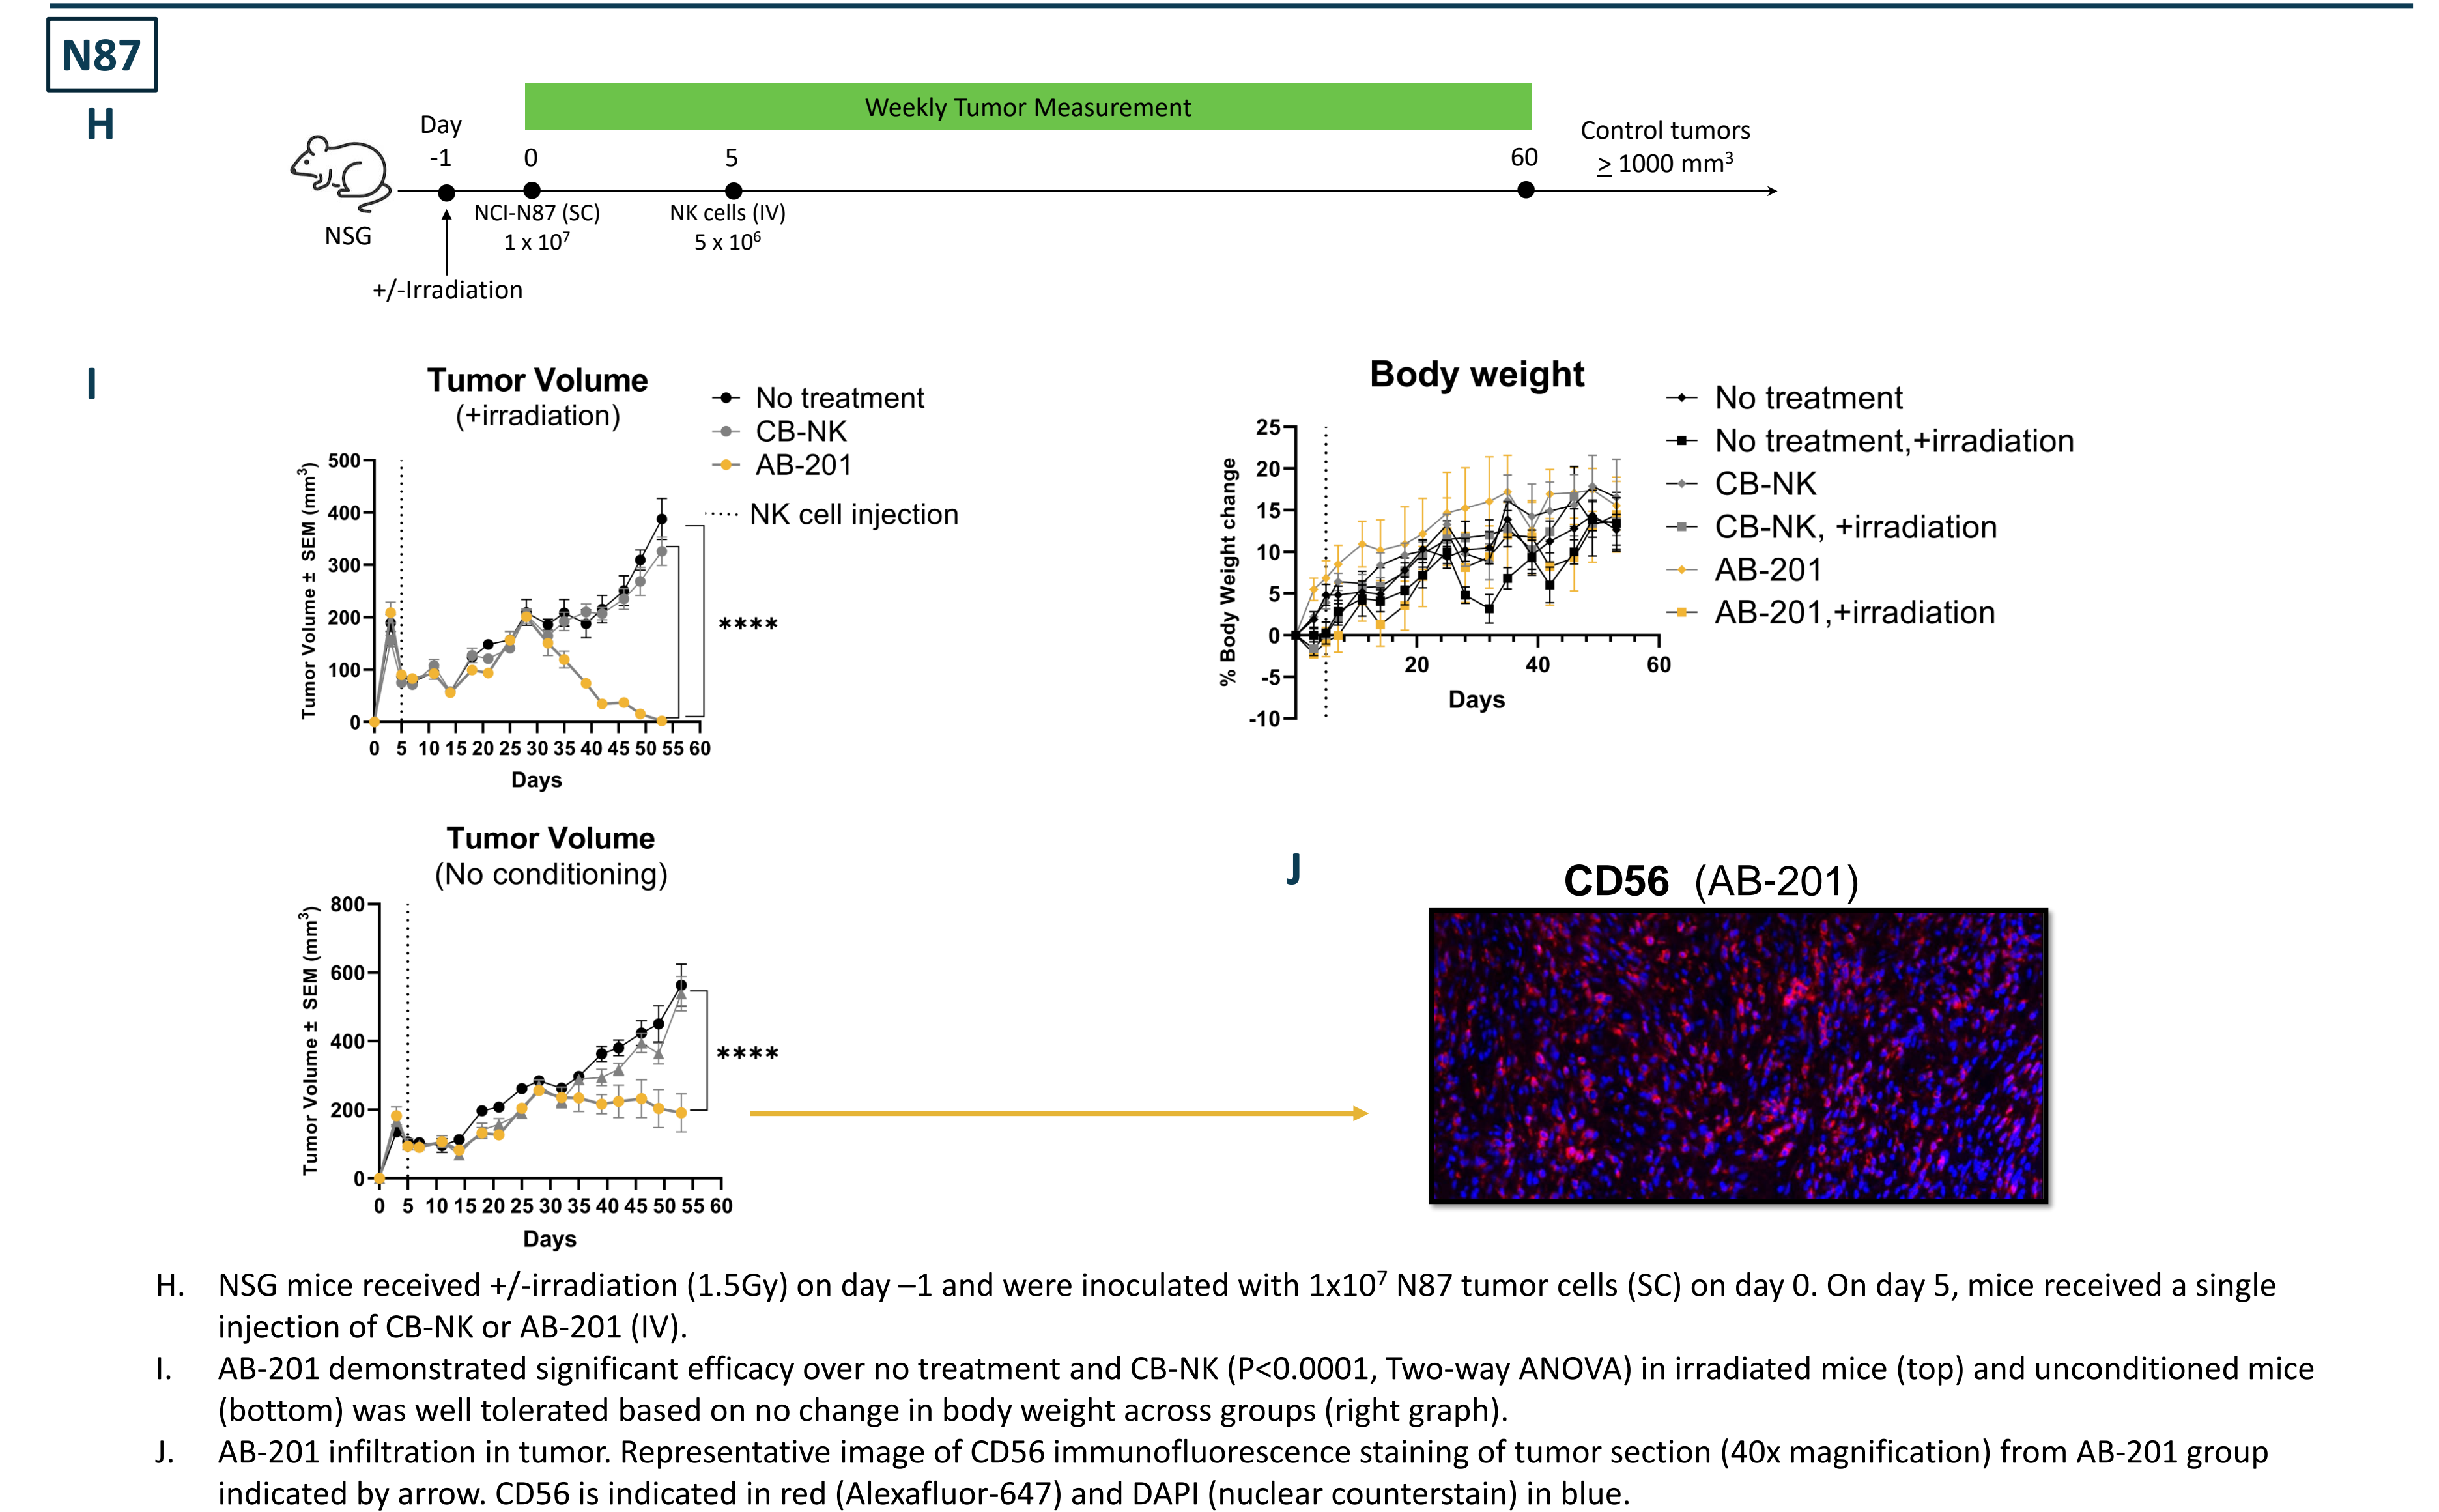 N87
H
Weekly Tumor Measurement
Day
-1
0
5
60
Control tumors
≥ 1000 mm³
NCI-N87 (SC)
1 x 10⁷
NK cells (IV)
5 x 10⁶
NSG
+/-Irradiation
I
Tumor Volume
(+irradiation)
No treatment
CB-NK
AB-201
NK cell injection
Tumor Volume ± SEM (mm³)
500
400
300
200
100
0
****
0 5 10 15 20 25 30 35 40 45 50 55 60
Days
Body weight
No treatment
No treatment,+irradiation
CB-NK
CB-NK, +irradiation
AB-201
AB-201,+irradiation
% Body Weight change
25
20
15
10
5
0
-5
-10
20 40 60
Days
Tumor Volume
(No conditioning)
Tumor Volume ± SEM (mm³)
800
600
400
200
0
****
0 5 10 15 20 25 30 35 40 45 50 55 60
Days
J
CD56 (AB-201)
H. NSG mice received +/-irradiation (1.5Gy) on day –1 and were inoculated with 1x10⁷ N87 tumor cells (SC) on day 0. On day 5, mice received a single
injection of CB-NK or AB-201 (IV).
I. AB-201 demonstrated significant efficacy over no treatment and CB-NK (P<0.0001, Two-way ANOVA) in irradiated mice (top) and unconditioned mice
(bottom) was well tolerated based on no change in body weight across groups (right graph).
J. AB-201 infiltration in tumor. Representative image of CD56 immunofluorescence staining of tumor section (40x magnification) from AB-201 group
indicated by arrow. CD56 is indicated in red (Alexafluor-647) and DAPI (nuclear counterstain) in blue.